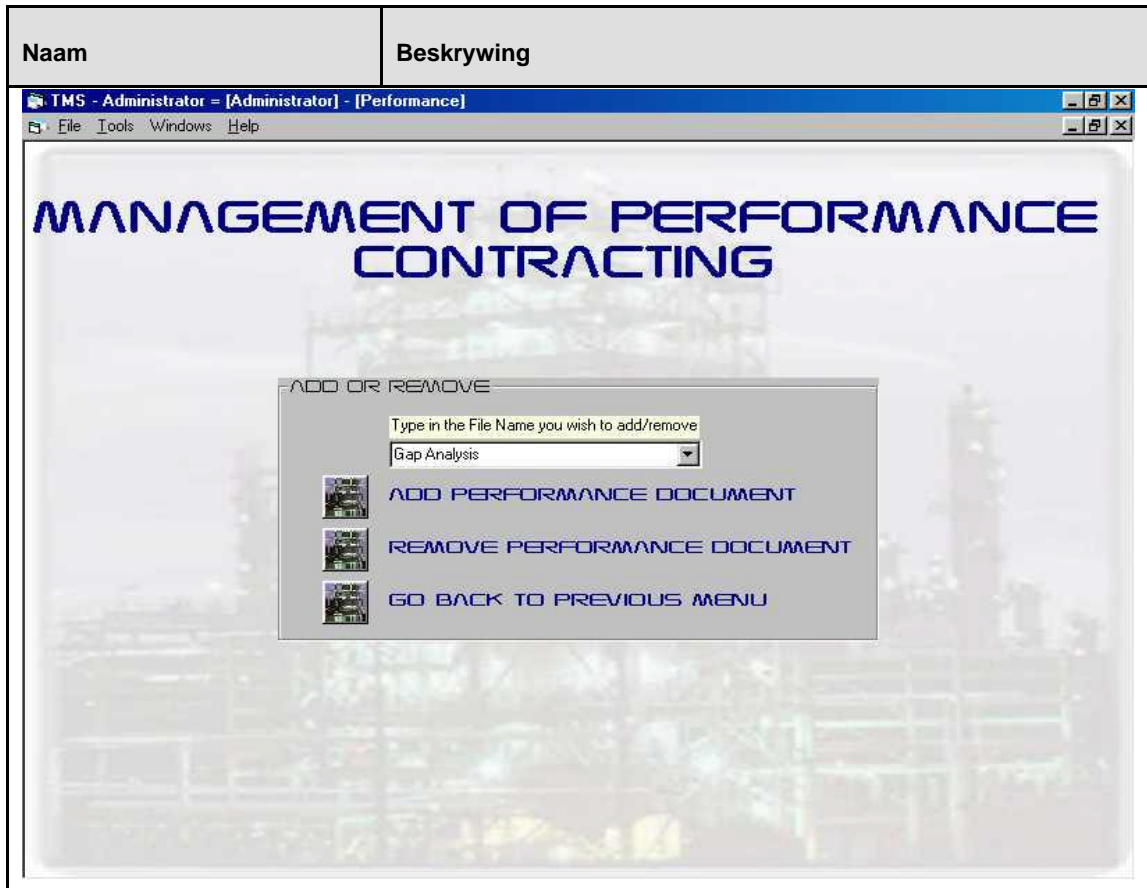 Naam Beskrywing
TMS - Administrator = [Administrator] - [Performance]
File Tools Windows Help
MANAGEMENT OF PERFORMANCE
CONTRACTING
ADD OR REMOVE
Type in the File Name you wish to add/remove
Gap Analysis
ADD PERFORMANCE DOCUMENT
REMOVE PERFORMANCE DOCUMENT
GO BACK TO PREVIOUS MENU